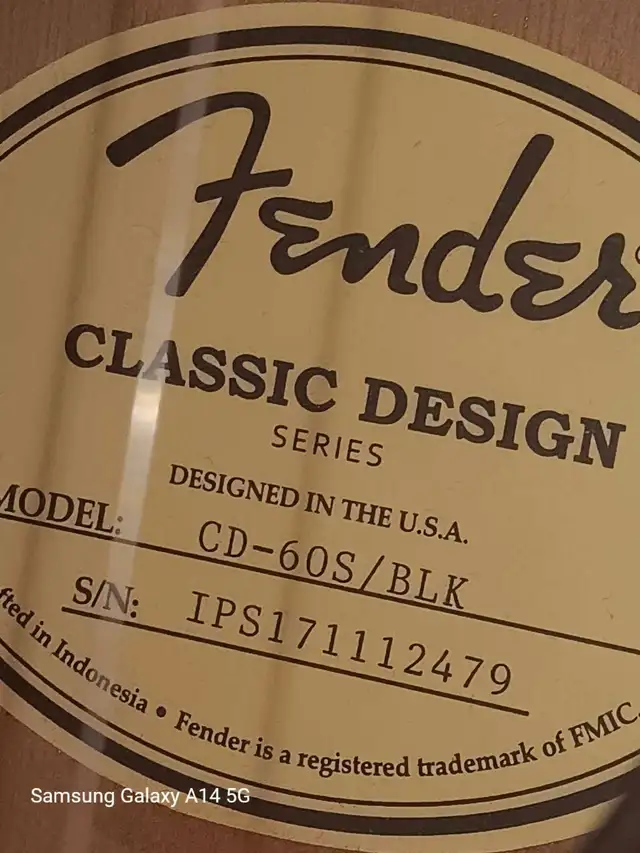 Fender
CLASSIC DESIGN
SERIES
DESIGNED IN THE U.S.A.
MODEL: CD-60S/BLK
S/N: IPS171112479
fted in Indonesia • Fender is a registered trademark of FMIC.
Samsung Galaxy A14 5G